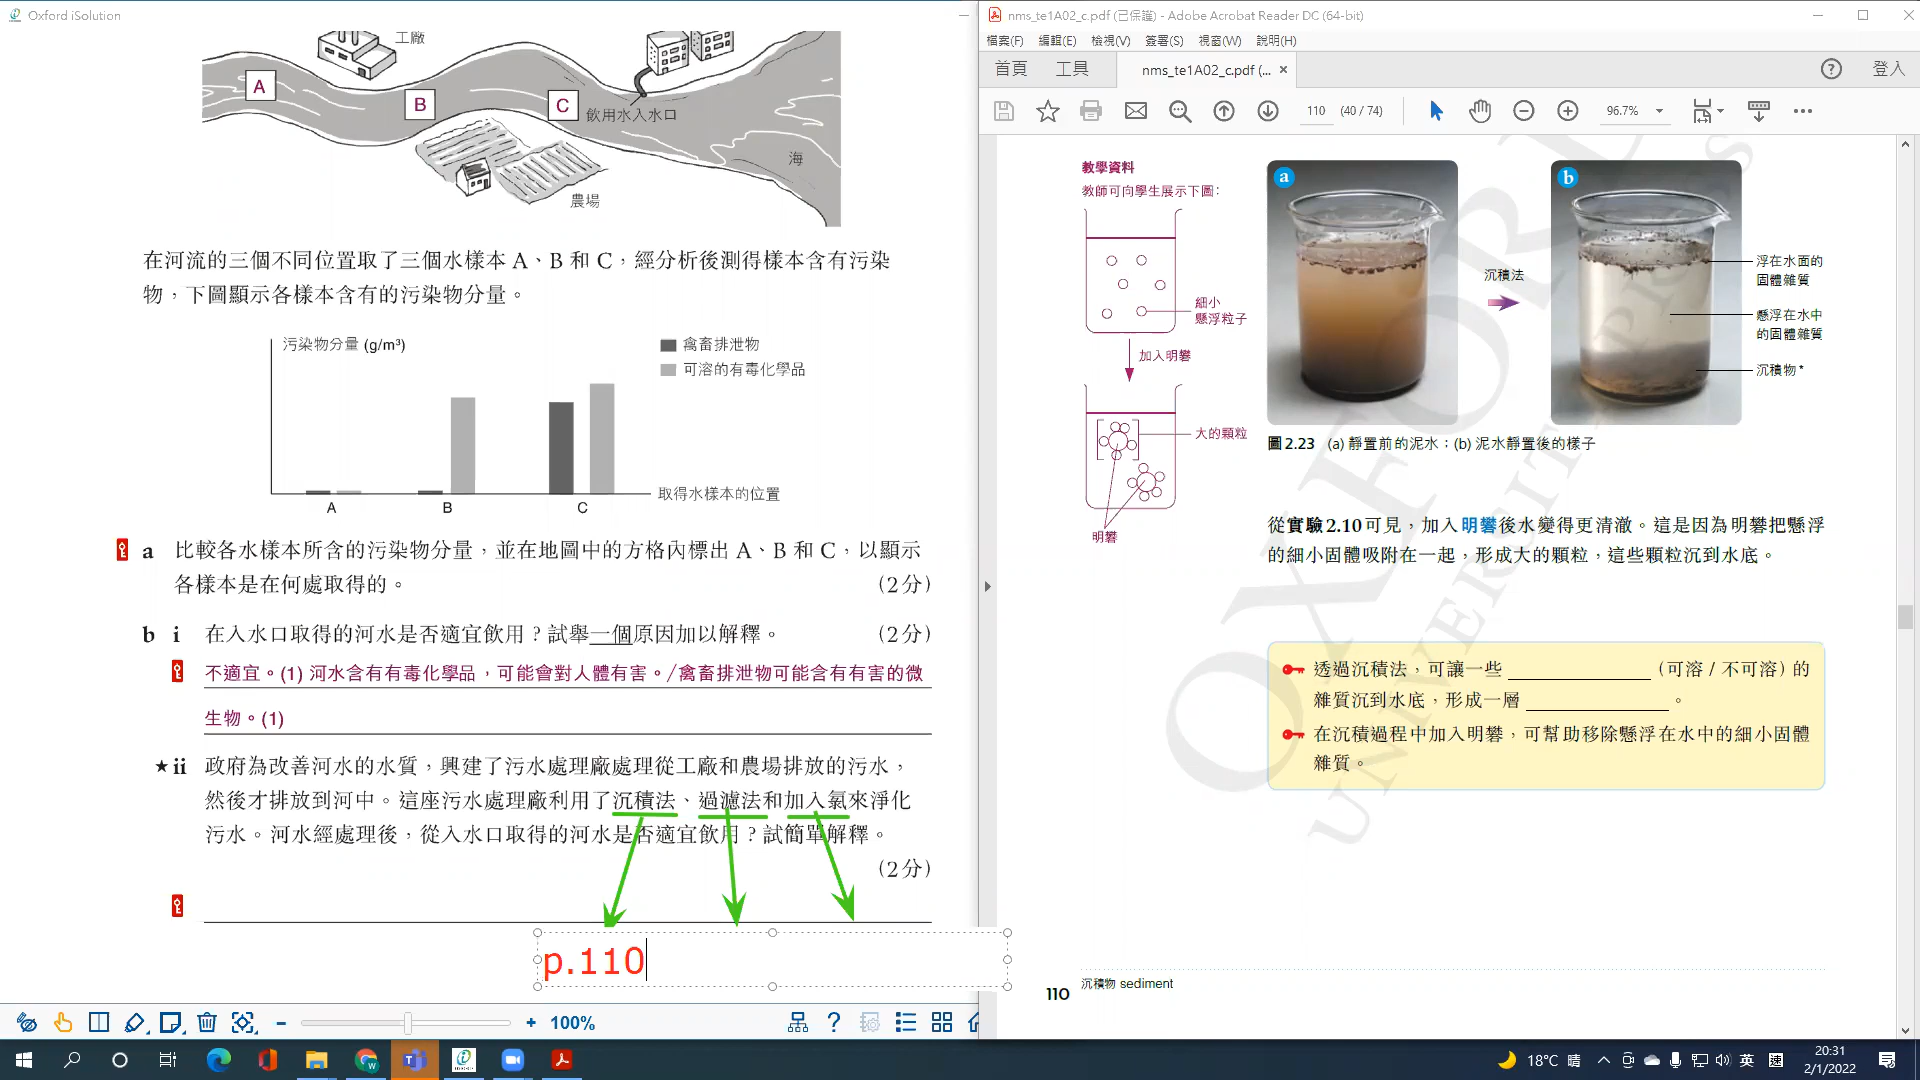 Oxford iSolution
工廠
A
B
C
飲用水入水口
海
農場
在河流的三個不同位置取了三個水樣本 A、B 和 C，經分析後測得樣本含有污染
物，下圖顯示各樣本含有的污染物分量。
污染物分量 (g/m³)
禽畜排泄物
可溶的有毒化學品
取得水樣本的位置
A
B
C
a 比較各水樣本所含的污染物分量，並在地圖中的方格內標出 A、B 和 C，以顯示
各樣本是在何處取得的。 (2分)
b i 在入水口取得的河水是否適宜飲用？試舉一個原因加以解釋。 (2分)
不適宜。(1) 河水含有有毒化學品，可能會對人體有害。/禽畜排泄物可能含有有害的微
生物。(1)
★ ii 政府為改善河水的水質，興建了污水處理廠處理從工廠和農場排放的污水，
然後才排放到河中。這座污水處理廠利用了沉積法、過濾法和加入氯來淨化
污水。河水經處理後，從入水口取得的河水是否適宜飲用？試簡單解釋。
(2分)
p.110
100%
nms_te1A02_c.pdf (已保護) - Adobe Acrobat Reader DC (64-bit)
檔案(F) 編輯(E) 檢視(V) 簽署(S) 視窗(W) 說明(H)
首頁 工具 nms_te1A02_c.pdf (... × 登入
110 (40 / 74) 96.7%
教學資料
教師可向學生展示下圖：
細小
懸浮粒子
加入明礬
大的顆粒
明礬
a
b
沉積法
浮在水面的
固體雜質
懸浮在水中
的固體雜質
沉積物*
圖2.23 (a) 靜置前的泥水；(b) 泥水靜置後的樣子
從實驗2.10可見，加入明礬後水變得更清澈。這是因為明礬把懸浮
的細小固體吸附在一起，形成大的顆粒，這些顆粒沉到水底。
透過沉積法，可讓一些 （可溶 / 不可溶）的
雜質沉到水底，形成一層 。
在沉積過程中加入明礬，可幫助移除懸浮在水中的細小固體
雜質。
沉積物 sediment
110
OXFORD
UNIVERSITY PRESS
18°C 晴
英
速
20:31
2/1/2022